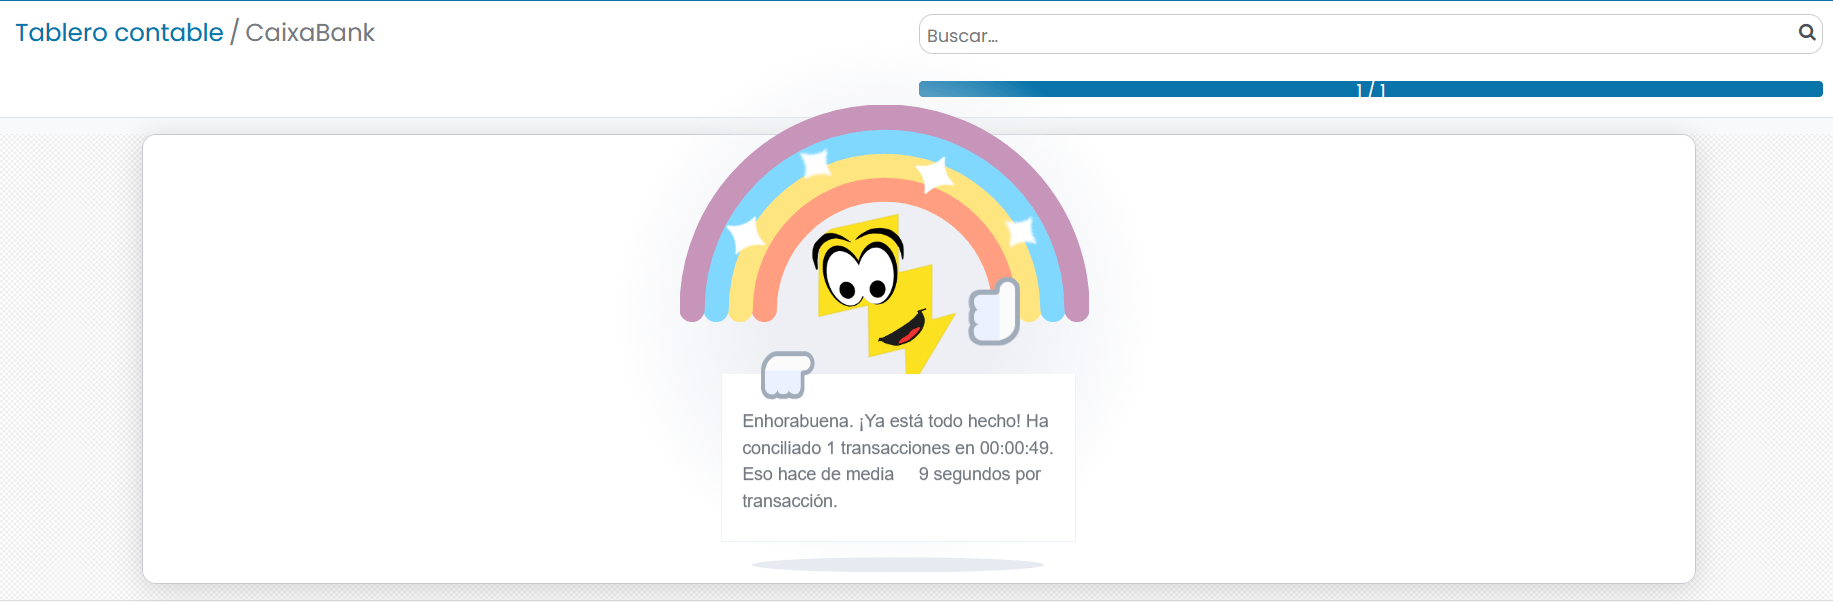 Tablero contable / CaixaBank
Buscar...
1 / 1
Enhorabuena. ¡Ya está todo hecho! Ha
conciliado 1 transacciones en 00:00:49.
Eso hace de media 9 segundos por
transacción.